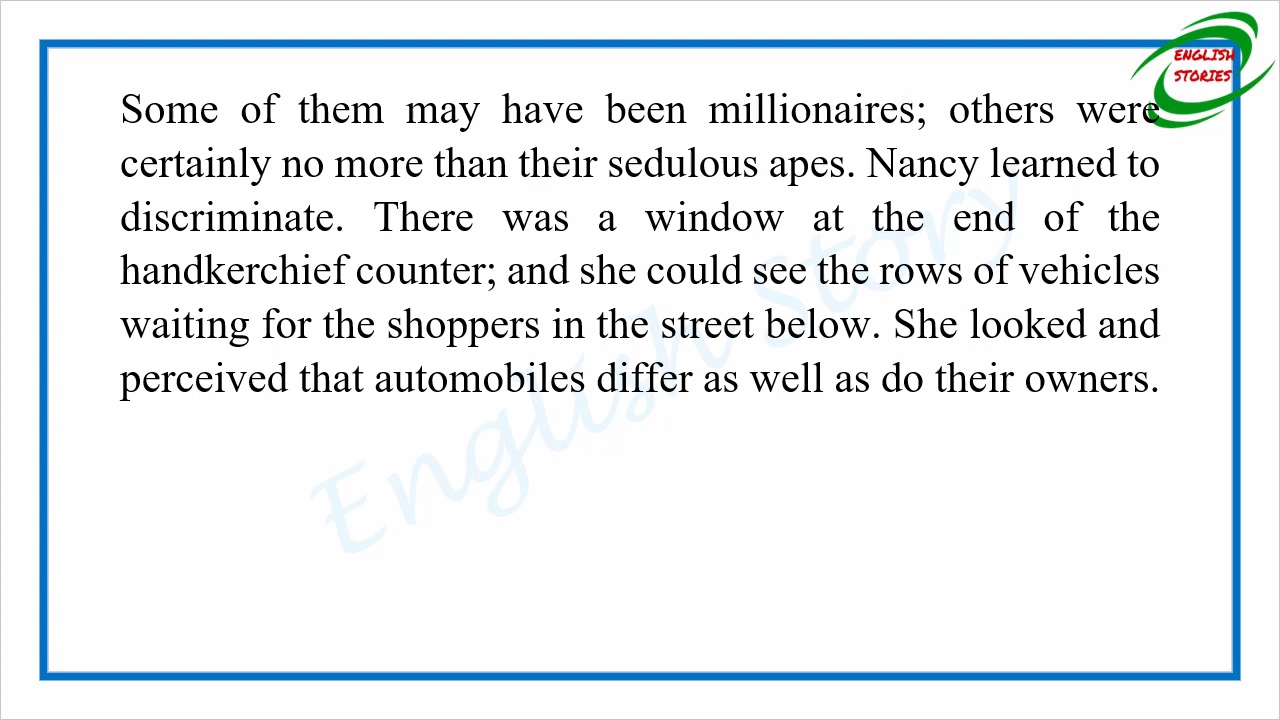 ENGLISH
STORIES
Some of them may have been millionaires; others were
certainly no more than their sedulous apes. Nancy learned to
discriminate. There was a window at the end of the
handkerchief counter; and she could see the rows of vehicles
waiting for the shoppers in the street below. She looked and
perceived that automobiles differ as well as do their owners.
English Story